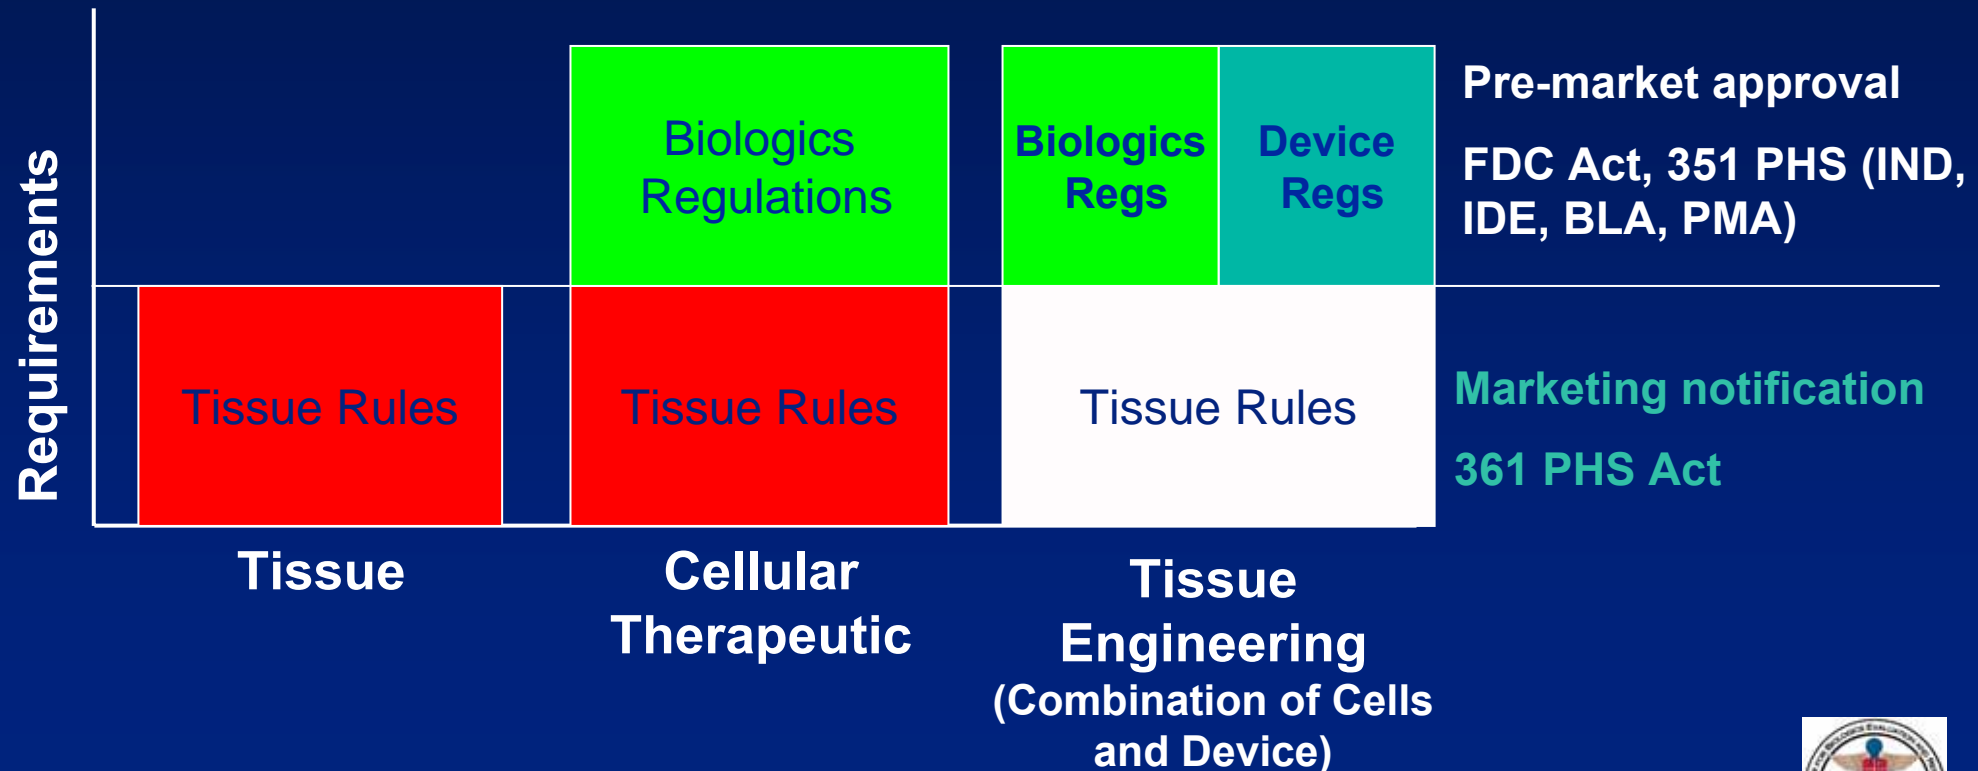 Requirements
Biologics
Regulations
Biologics
Regs
Device
Regs
Pre-market approval
FDC Act, 351 PHS (IND,
IDE, BLA, PMA)
Tissue Rules
Tissue Rules
Tissue Rules
Marketing notification
361 PHS Act
Tissue
Cellular
Therapeutic
Tissue
Engineering
(Combination of Cells
and Device)